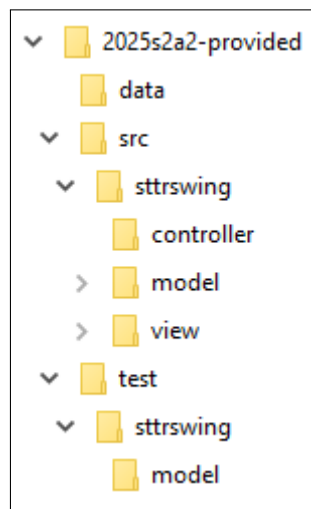 2025s2a2-provided
data
src
sttrswing
controller
model
view
test
sttrswing
model